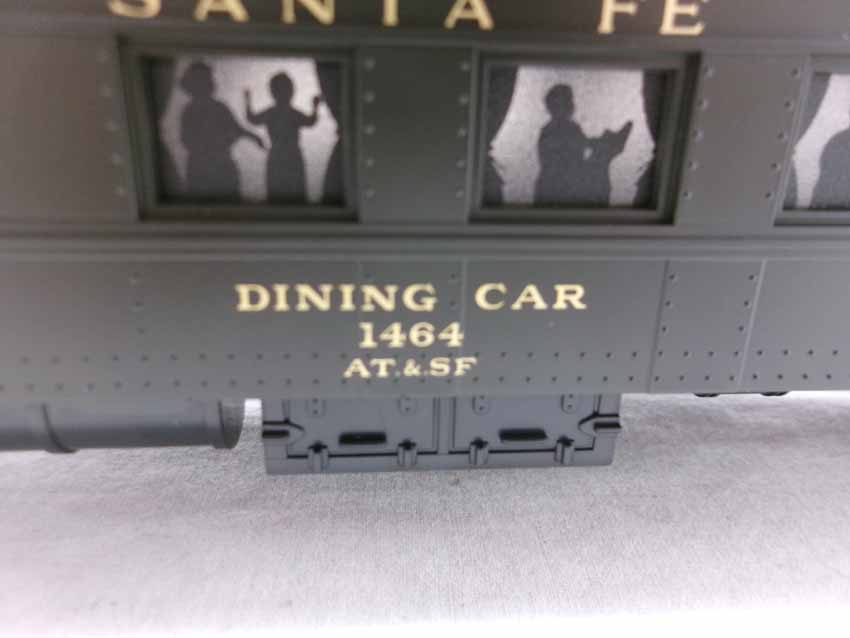 SANTA FE
DINING CAR
1464
AT.&.SF